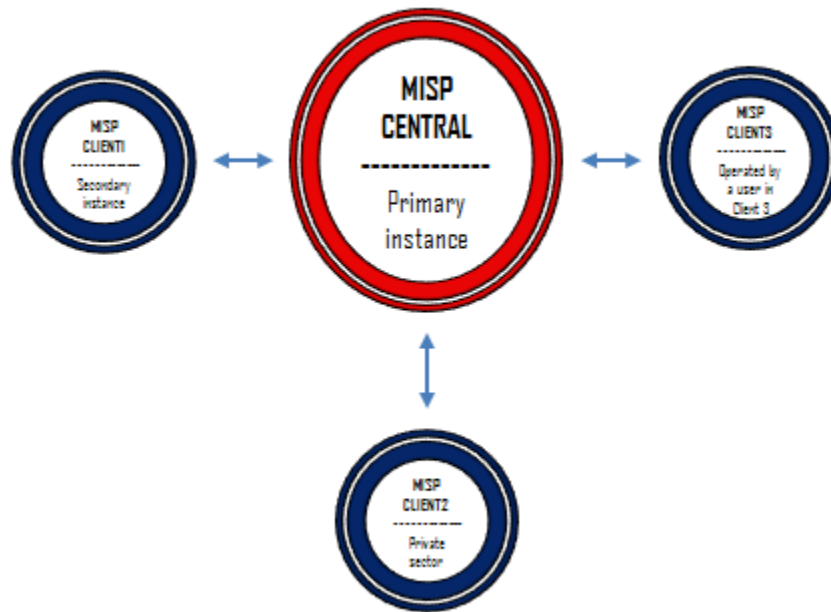 MISP
CENTRAL
-------------
Primary
instance
MISP
CLIENT1
-------------
Secondary
instance
MISP
CLIENT3
-------------
Operated by
a user in
Client 3
MISP
CLIENT2
-------------
Private
sector